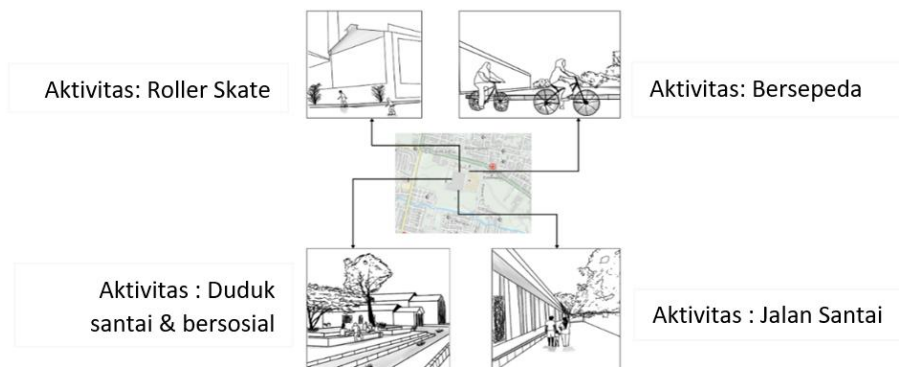 Aktivitas: Roller Skate
Aktivitas: Bersepeda
Aktivitas : Duduk
santai & bersosial
Aktivitas : Jalan Santai